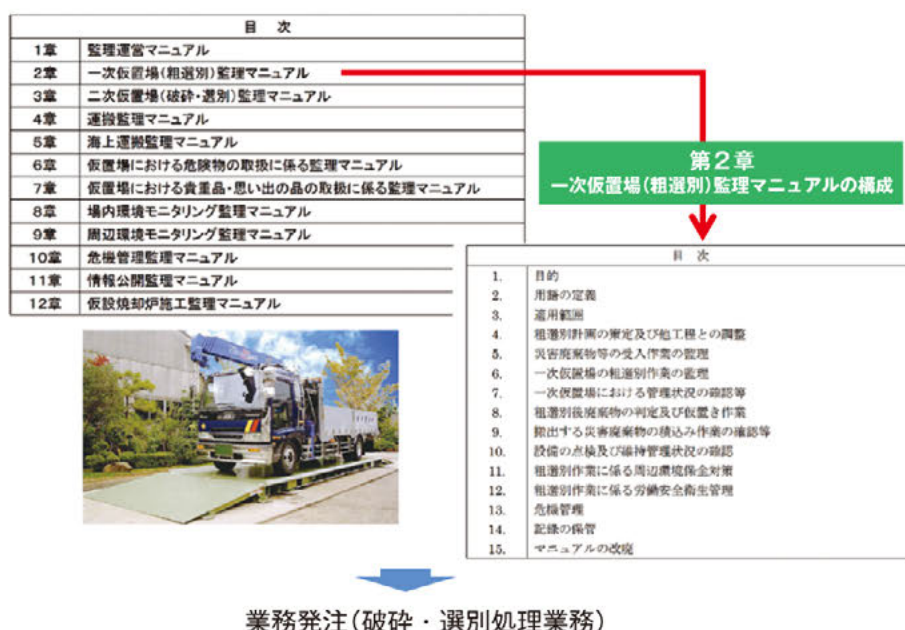 目 次
1章 監理運営マニュアル
2章 一次仮置場(粗選別)監理マニュアル
3章 二次仮置場(破砕・選別)監理マニュアル
4章 運搬監理マニュアル
5章 海上運搬監理マニュアル
6章 仮置場における危険物の取扱に係る監理マニュアル
7章 仮置場における貴重品・思い出の品の取扱に係る監理マニュアル
8章 場内環境モニタリング監理マニュアル
9章 周辺環境モニタリング監理マニュアル
10章 危機管理監理マニュアル
11章 情報公開監理マニュアル
12章 仮設焼却炉施工監理マニュアル
第2章
一次仮置場(粗選別)監理マニュアルの構成
目 次
1. 目的
2. 用語の定義
3. 適用範囲
4. 粗選別計画の策定及び他工程との調整
5. 災害廃棄物等の受入作業の監理
6. 一次仮置場の粗選別作業の監理
7. 一次仮置場における管理状況の確認等
8. 粗選別後廃棄物の判定及び仮置き作業
9. 搬出する災害廃棄物の積込み作業の確認等
10. 設備の点検及び維持管理状況の確認
11. 粗選別作業に係る周辺環境保全対策
12. 粗選別作業に係る労働安全衛生管理
13. 危機管理
14. 記録の保管
15. マニュアルの改廃
業務発注(破砕・選別処理業務)